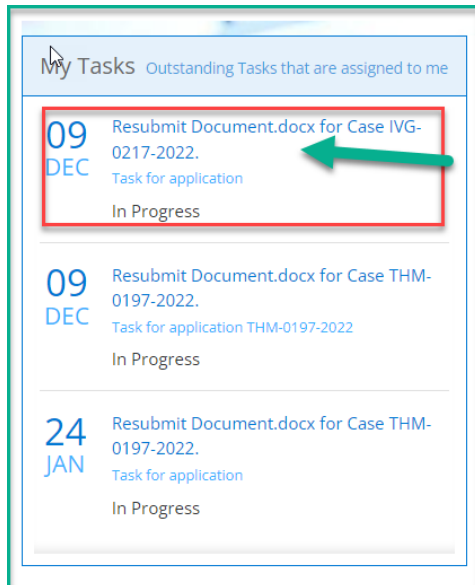 My Tasks Outstanding Tasks that are assigned to me
09
DEC
Resubmit Document.docx for Case IVG-
0217-2022.
Task for application
In Progress
09
DEC
Resubmit Document.docx for Case THM-
0197-2022.
Task for application THM-0197-2022
In Progress
24
JAN
Resubmit Document.docx for Case THM-
0197-2022.
Task for application
In Progress